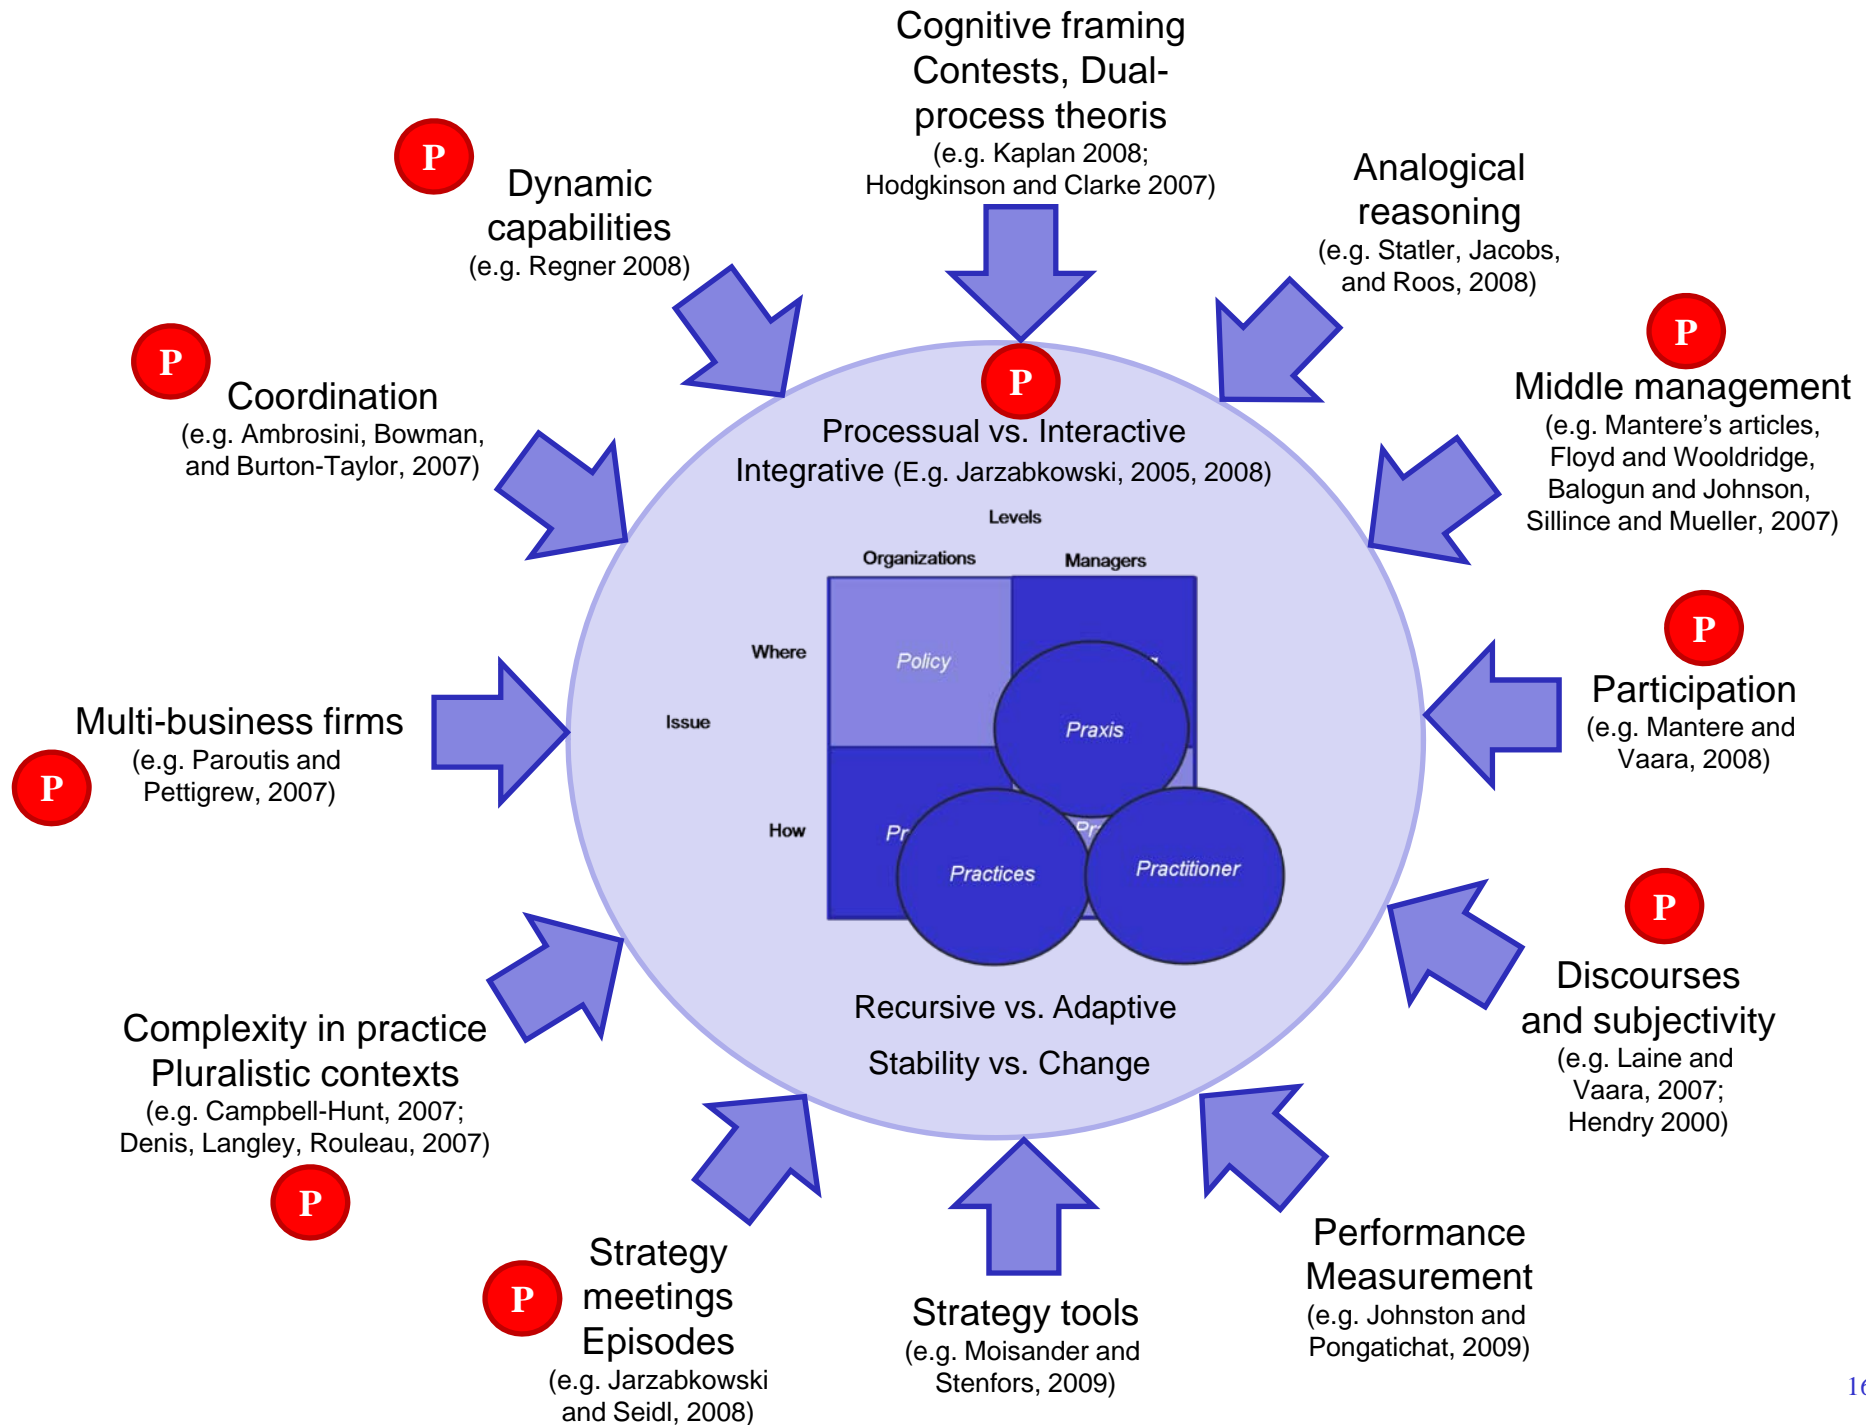 Cognitive framing
Contests, Dual-
process theoris
(e.g. Kaplan 2008;
Hodgkinson and Clarke 2007)
P
Dynamic
capabilities
(e.g. Regner 2008)
Analogical
reasoning
(e.g. Statler, Jacobs,
and Roos, 2008)
P
Coordination
(e.g. Ambrosini, Bowman,
and Burton-Taylor, 2007)
P
Middle management
(e.g. Mantere's articles,
Floyd and Wooldridge,
Balogun and Johnson,
Sillince and Mueller, 2007)
P
Processual vs. Interactive
Integrative (E.g. Jarzabkowski, 2005, 2008)
Levels
Organizations Managers
Where
Policy
Issue
Praxis
How
Practices
Practitioner
Recursive vs. Adaptive
Stability vs. Change
Multi-business firms
(e.g. Paroutis and
Pettigrew, 2007)
P
P
Participation
(e.g. Mantere and
Vaara, 2008)
P
Discourses
and subjectivity
(e.g. Laine and
Vaara, 2007;
Hendry 2000)
Complexity in practice
Pluralistic contexts
(e.g. Campbell-Hunt, 2007;
Denis, Langley, Rouleau, 2007)
P
P
Strategy
meetings
Episodes
(e.g. Jarzabkowski
and Seidl, 2008)
Strategy tools
(e.g. Moisander and
Stenfors, 2009)
Performance
Measurement
(e.g. Johnston and
Pongatichat, 2009)